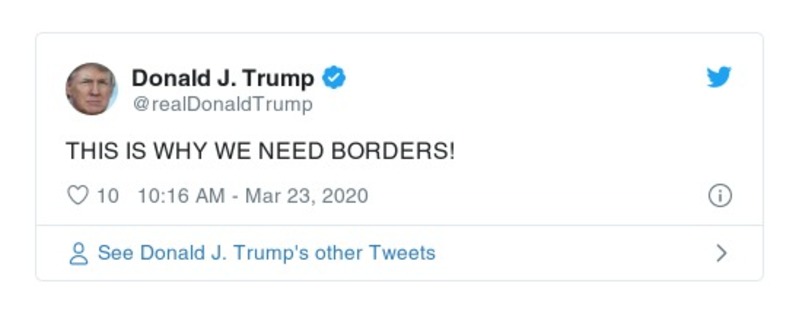 Donald J. Trump
@realDonaldTrump
THIS IS WHY WE NEED BORDERS!
10 10:16 AM - Mar 23, 2020
See Donald J. Trump's other Tweets